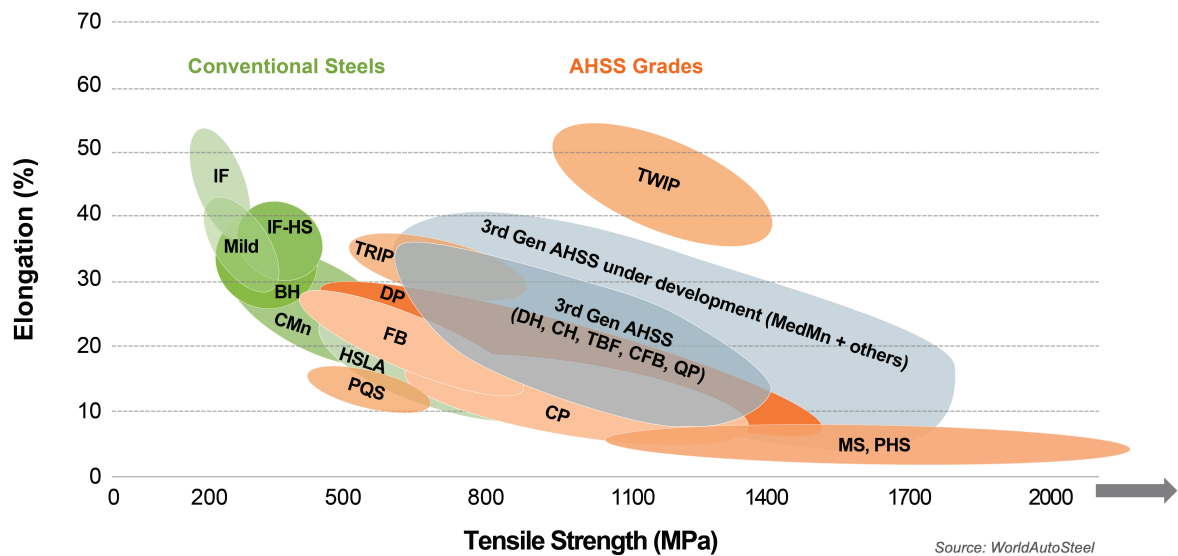 70
Conventional Steels
AHSS Grades
60
50
40
30
20
10
0
Elongation (%)
IF
TWIP
IF-HS
Mild
TRIP
3rd Gen AHSS under development (MedMn + others)
BH
DP
CMn
FB
3rd Gen AHSS
(DH, CH, TBF, CFB, QP)
HSLA
PQS
CP
MS, PHS
0 200 500 800 1100 1400 1700 2000
Tensile Strength (MPa)
Source: WorldAutoSteel